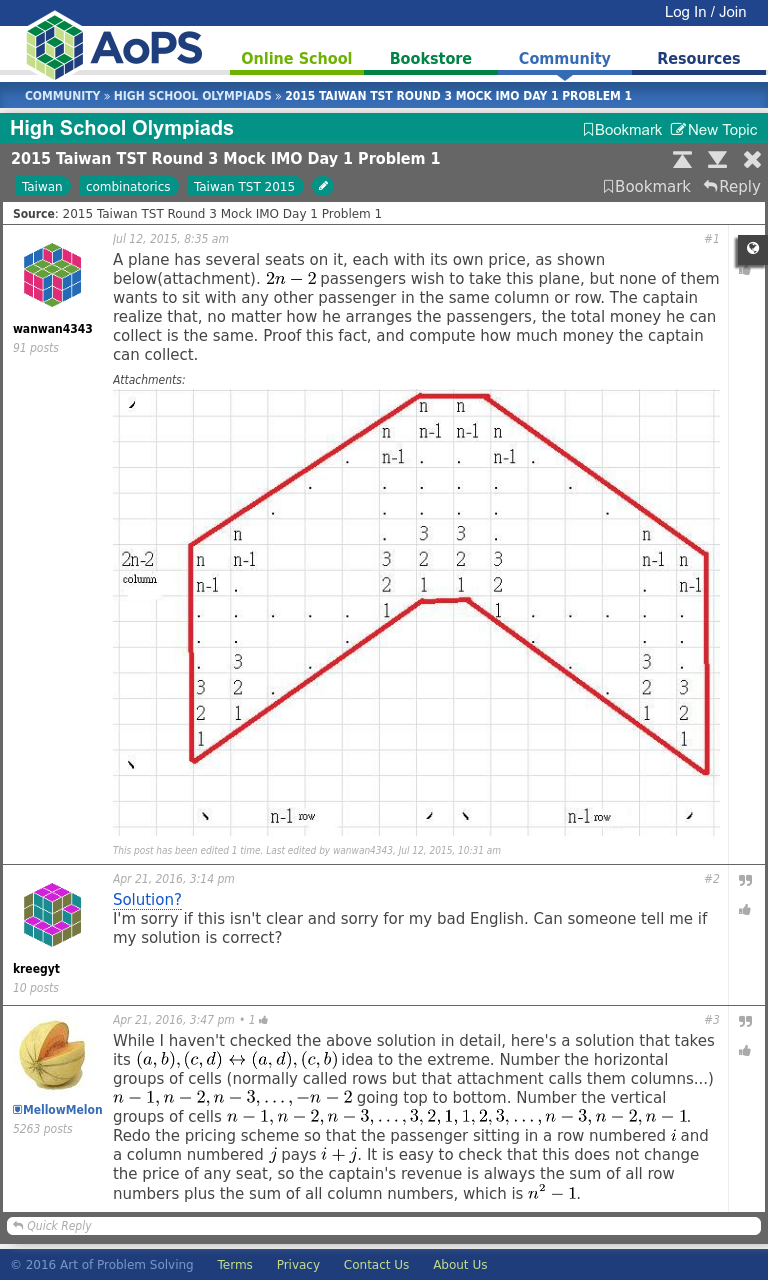 Log In / Join
AoPS
Online School Bookstore Community Resources
COMMUNITY » HIGH SCHOOL OLYMPIADS » 2015 TAIWAN TST ROUND 3 MOCK IMO DAY 1 PROBLEM 1
High School Olympiads Bookmark New Topic
2015 Taiwan TST Round 3 Mock IMO Day 1 Problem 1
Taiwan combinatorics Taiwan TST 2015 Bookmark Reply
Source: 2015 Taiwan TST Round 3 Mock IMO Day 1 Problem 1
Jul 12, 2015, 8:35 am #1
wanwan4343
91 posts
A plane has several seats on it, each with its own price, as shown
below(attachment). 2n − 2 passengers wish to take this plane, but none of them
wants to sit with any other passenger in the same column or row. The captain
realize that, no matter how he arranges the passengers, the total money he can
collect is the same. Proof this fact, and compute how much money the captain
can collect.
Attachments:
n n
n n-1 n-1 n
n-1 . . n-1 .
. . . . . .
. . . . . .
n . 3 3 . n
2n-2 n n-1 3 2 2 3 n-1 n
column n-1 . 2 1 1 2 . n-1
. . . . . 1 1 . . . . .
. . . . . .
. 3 . . 3 .
3 2 . . 2 3
2 1 1 2
1 1
n-1 row n-1 row
This post has been edited 1 time. Last edited by wanwan4343, Jul 12, 2015, 10:31 am
Apr 21, 2016, 3:14 pm #2
kreegyt
10 posts
Solution?
I'm sorry if this isn't clear and sorry for my bad English. Can someone tell me if
my solution is correct?
Apr 21, 2016, 3:47 pm • 1 #3
MellowMelon
5263 posts
While I haven't checked the above solution in detail, here's a solution that takes
its (a, b), (c, d) ↔ (a, d), (c, b) idea to the extreme. Number the horizontal
groups of cells (normally called rows but that attachment calls them columns...)
n − 1, n − 2, n − 3, . . . , −n − 2 going top to bottom. Number the vertical
groups of cells n − 1, n − 2, n − 3, . . . , 3, 2, 1, 1, 2, 3, . . . , n − 3, n − 2, n − 1.
Redo the pricing scheme so that the passenger sitting in a row numbered i and
a column numbered j pays i + j. It is easy to check that this does not change
the price of any seat, so the captain's revenue is always the sum of all row
numbers plus the sum of all column numbers, which is n² − 1.
Quick Reply
© 2016 Art of Problem Solving Terms Privacy Contact Us About Us